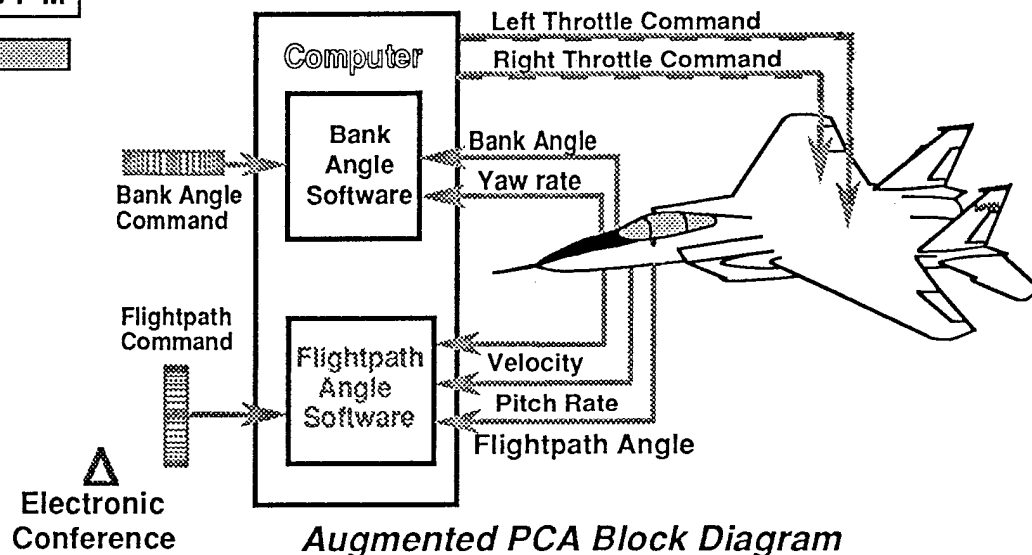 Left Throttle Command
Computer
Right Throttle Command
Bank
Angle
Software
Bank Angle
Yaw rate
Bank Angle
Command
Flightpath
Command
Flightpath
Angle
Software
Velocity
Pitch Rate
Flightpath Angle
Electronic
Conference
Augmented PCA Block Diagram